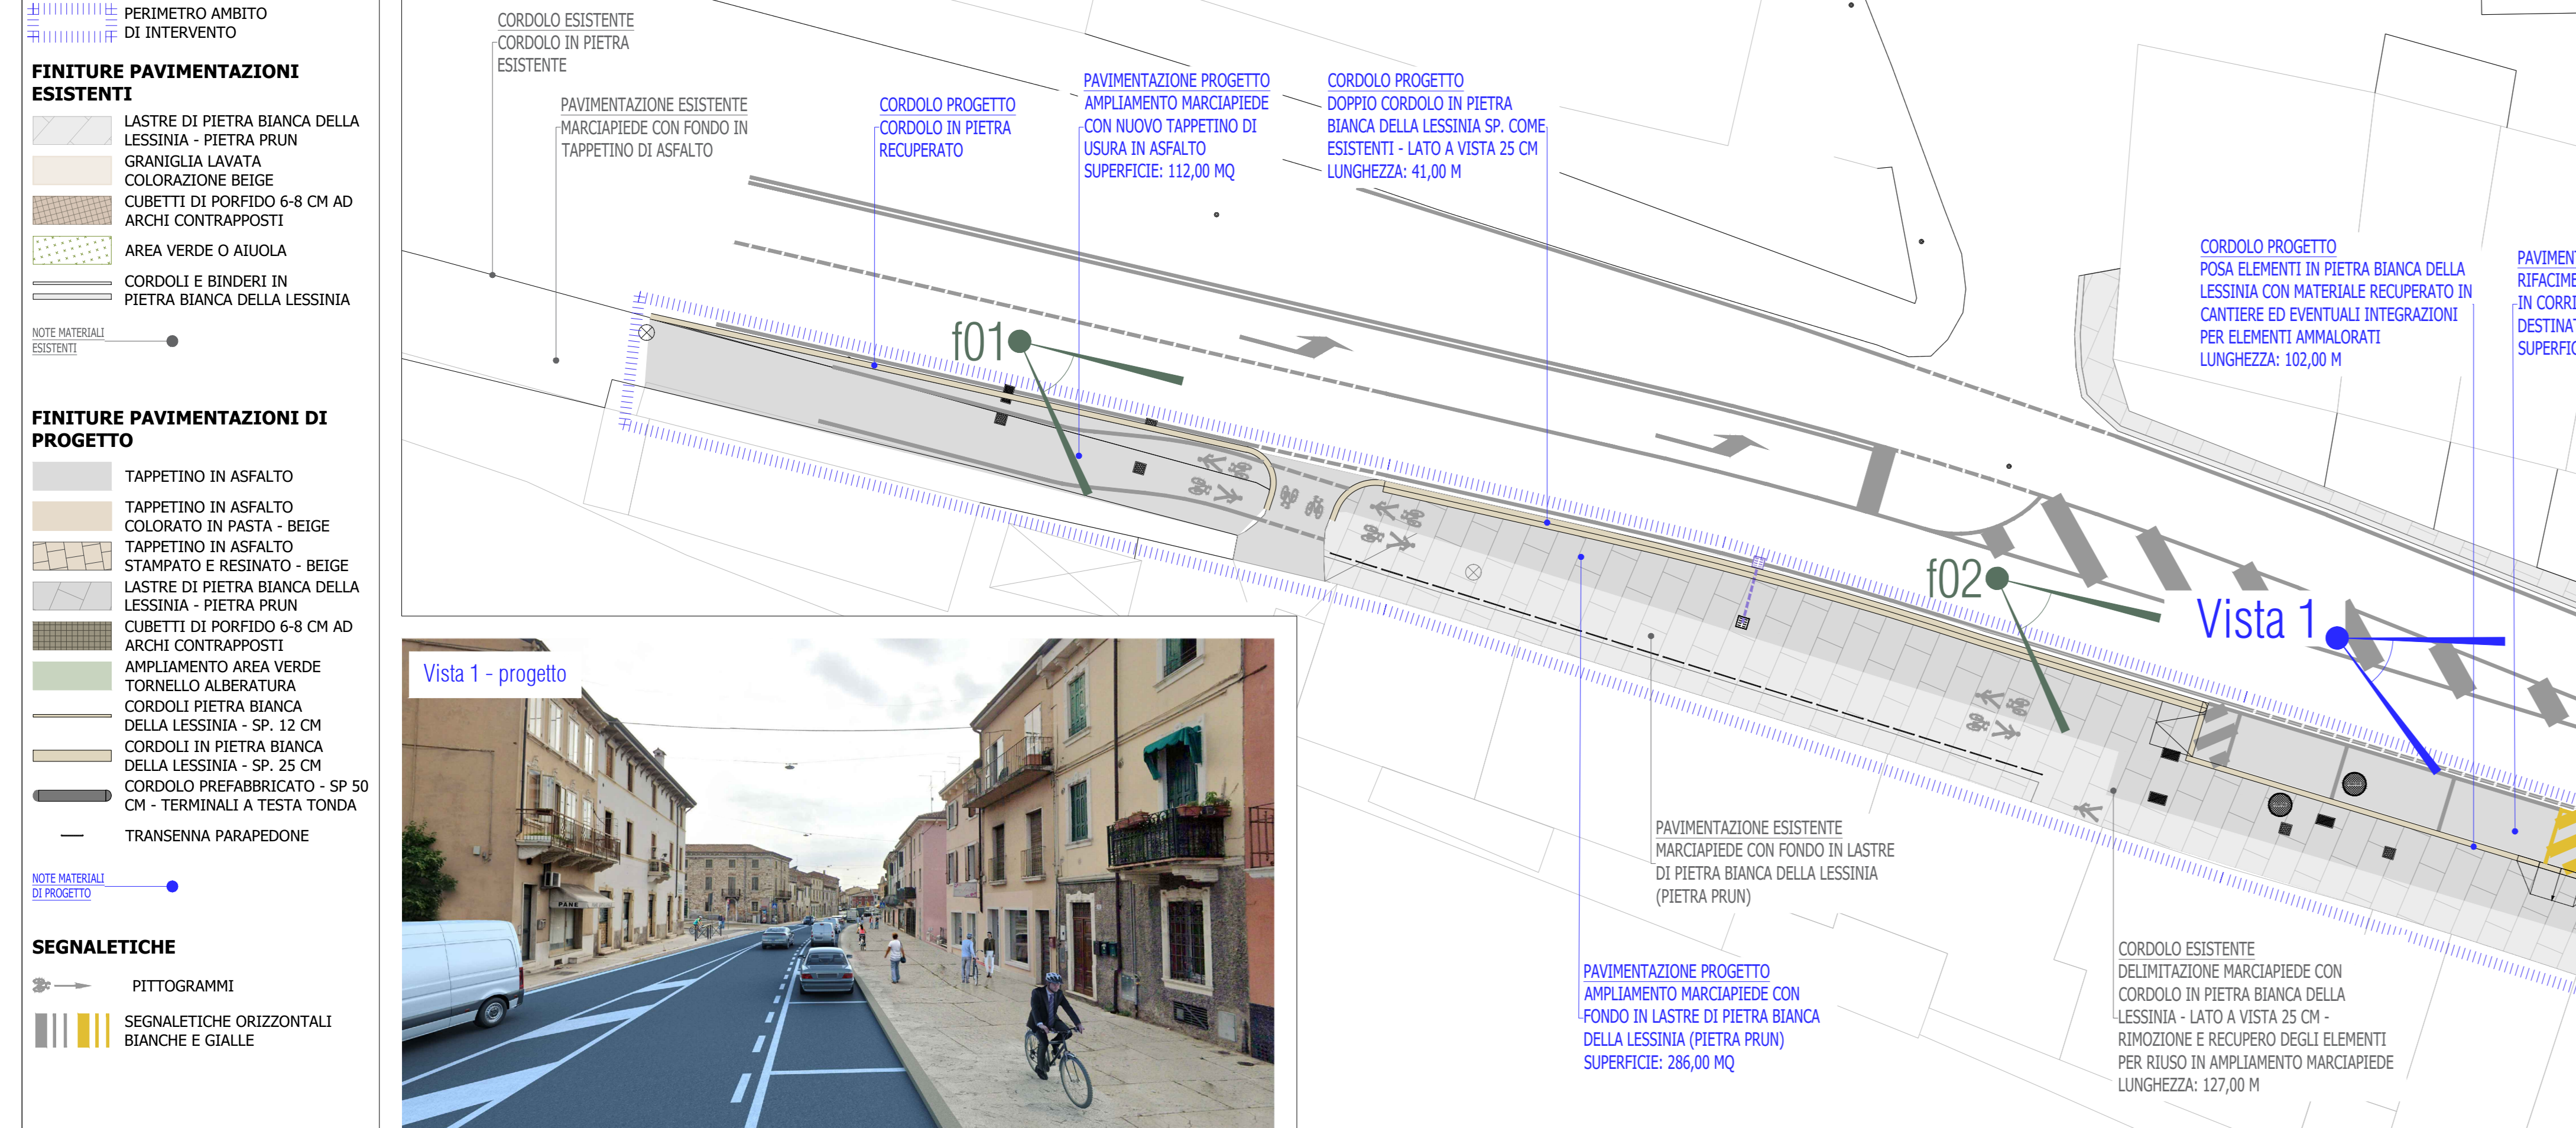 PERIMETRO AMBITO
DI INTERVENTO
FINITURE PAVIMENTAZIONI
ESISTENTI
LASTRE DI PIETRA BIANCA DELLA
LESSINIA - PIETRA PRUN
GRANIGLIA LAVATA
COLORAZIONE BEIGE
CUBETTI DI PORFIDO 6-8 CM AD
ARCHI CONTRAPPOSTI
AREA VERDE O AIUOLA
CORDOLI E BINDERI IN
PIETRA BIANCA DELLA LESSINIA
NOTE MATERIALI
ESISTENTI
FINITURE PAVIMENTAZIONI DI
PROGETTO
TAPPETINO IN ASFALTO
TAPPETINO IN ASFALTO
COLORATO IN PASTA - BEIGE
TAPPETINO IN ASFALTO
STAMPATO E RESINATO - BEIGE
LASTRE DI PIETRA BIANCA DELLA
LESSINIA - PIETRA PRUN
CUBETTI DI PORFIDO 6-8 CM AD
ARCHI CONTRAPPOSTI
AMPLIAMENTO AREA VERDE
TORNELLO ALBERATURA
CORDOLI PIETRA BIANCA
DELLA LESSINIA - SP. 12 CM
CORDOLI IN PIETRA BIANCA
DELLA LESSINIA - SP. 25 CM
CORDOLO PREFABBRICATO - SP 50
CM - TERMINALI A TESTA TONDA
TRANSENNA PARAPEDONE
NOTE MATERIALI
DI PROGETTO
SEGNALETICHE
PITTOGRAMMI
SEGNALETICHE ORIZZONTALI
BIANCHE E GIALLE
CORDOLO ESISTENTE
CORDOLO IN PIETRA
ESISTENTE
PAVIMENTAZIONE ESISTENTE
MARCIAPIEDE CON FONDO IN
TAPPETINO DI ASFALTO
CORDOLO PROGETTO
CORDOLO IN PIETRA
RECUPERATO
PAVIMENTAZIONE PROGETTO
AMPLIAMENTO MARCIAPIEDE
CON NUOVO TAPPETINO DI
USURA IN ASFALTO
SUPERFICIE: 112,00 MQ
CORDOLO PROGETTO
DOPPIO CORDOLO IN PIETRA
BIANCA DELLA LESSINIA SP. COME
ESISTENTI - LATO A VISTA 25 CM
LUNGHEZZA: 41,00 M
CORDOLO PROGETTO
POSA ELEMENTI IN PIETRA BIANCA DELLA
LESSINIA CON MATERIALE RECUPERATO IN
CANTIERE ED EVENTUALI INTEGRAZIONI
PER ELEMENTI AMMALORATI
LUNGHEZZA: 102,00 M
PAVIMEN
RIFACIME
IN CORRI
DESTINA
SUPERFIC
f01
f02
Vista 1
Vista 1 - progetto
PANE
PAVIMENTAZIONE ESISTENTE
MARCIAPIEDE CON FONDO IN LASTRE
DI PIETRA BIANCA DELLA LESSINIA
(PIETRA PRUN)
PAVIMENTAZIONE PROGETTO
AMPLIAMENTO MARCIAPIEDE CON
FONDO IN LASTRE DI PIETRA BIANCA
DELLA LESSINIA (PIETRA PRUN)
SUPERFICIE: 286,00 MQ
CORDOLO ESISTENTE
DELIMITAZIONE MARCIAPIEDE CON
CORDOLO IN PIETRA BIANCA DELLA
LESSINIA - LATO A VISTA 25 CM -
RIMOZIONE E RECUPERO DEGLI ELEMENTI
PER RIUSO IN AMPLIAMENTO MARCIAPIEDE
LUNGHEZZA: 127,00 M